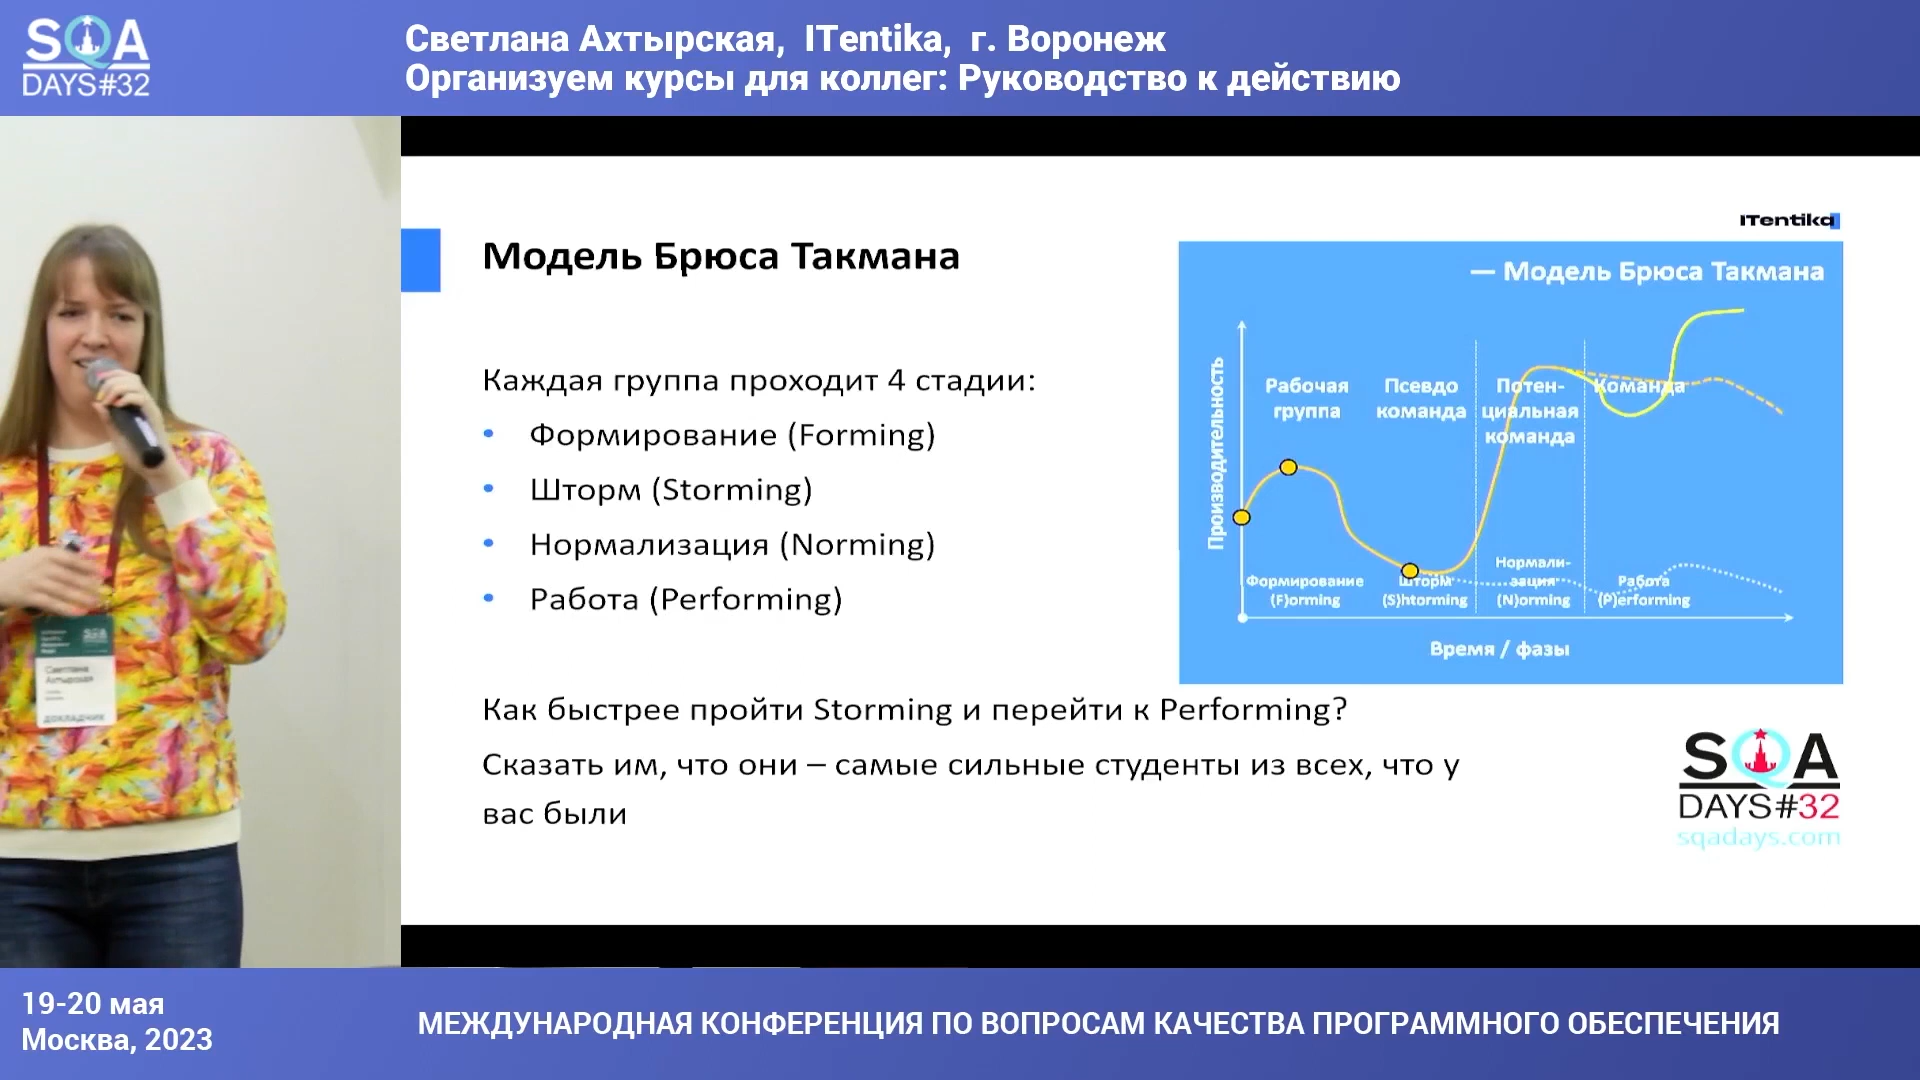 SQA
DAYS#32
Светлана Ахтырская, ITentika, г. Воронеж
Организуем курсы для коллег: Руководство к действию
ITentika
Модель Брюса Такмана
Каждая группа проходит 4 стадии:
• Формирование (Forming)
• Шторм (Storming)
• Нормализация (Norming)
• Работа (Performing)
Как быстрее пройти Storming и перейти к Performing?
Сказать им, что они – самые сильные студенты из всех, что у
вас были
— Модель Брюса Такмана
Производительность
Рабочая
группа
Псевдо
команда
Потен-
циальная
команда
Команда
Формирование
(F)orming
Шторм
(S)htorming
Нормали-
зация
(N)orming
Работа
(P)erforming
Время / фазы
SQA
DAYS#32
sqadays.com
SQA
Светлана
Ахтырская
ДОКЛАДЧИК
19-20 мая
Москва, 2023
МЕЖДУНАРОДНАЯ КОНФЕРЕНЦИЯ ПО ВОПРОСАМ КАЧЕСТВА ПРОГРАММНОГО ОБЕСПЕЧЕНИЯ